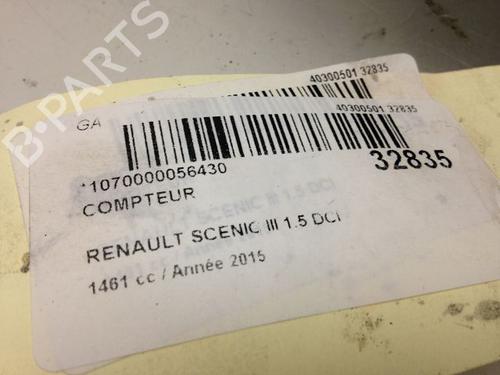 B-PARTS
40300501 32835
GA
40300501 32835
*1070000056430
32835
COMPTEUR
RENAULT SCENIC III 1.5 DCI
1461 cc / Année 2015